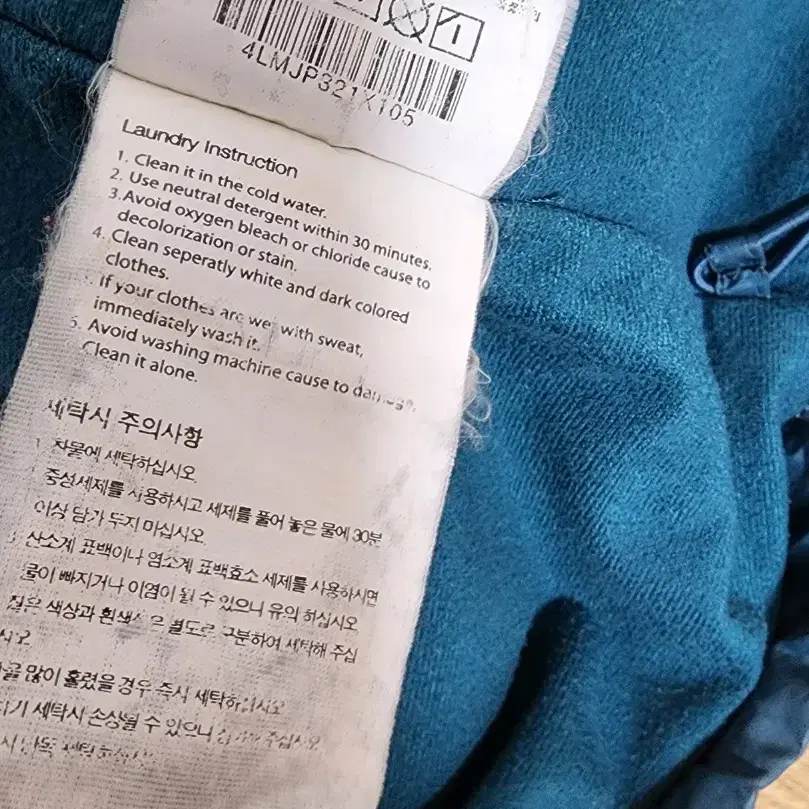 4LMJP321X105
Laundry Instruction
1. Clean it in the cold water.
2. Use neutral detergent within 30 minutes.
3.Avoid oxygen bleach or chloride cause to
decolorization or stain.
4. Clean seperatly white and dark colored
clothes.
. If your clothes are wet with sweat,
immediately wash it.
. Avoid washing machine cause to damage.
Clean it alone.
세탁시 주의사항
찬물에 세탁하십시오
중성세제를 사용하시고 세제를 풀어 놓은 물에 30분
이상 담가 두지 마십시오
산소계 표백이나 염소계 표백효소 세제를 사용하시면
물이 빠지거나 이염이 될 수 있으니 유의 하십시오
짙은 색상과 흰색 은 별도로 구분하여 세탁해 주십
시오
많이 흘렸을 경우 즉시 세탁하십시오
세탁시 손상될 수 있으니 주십시오